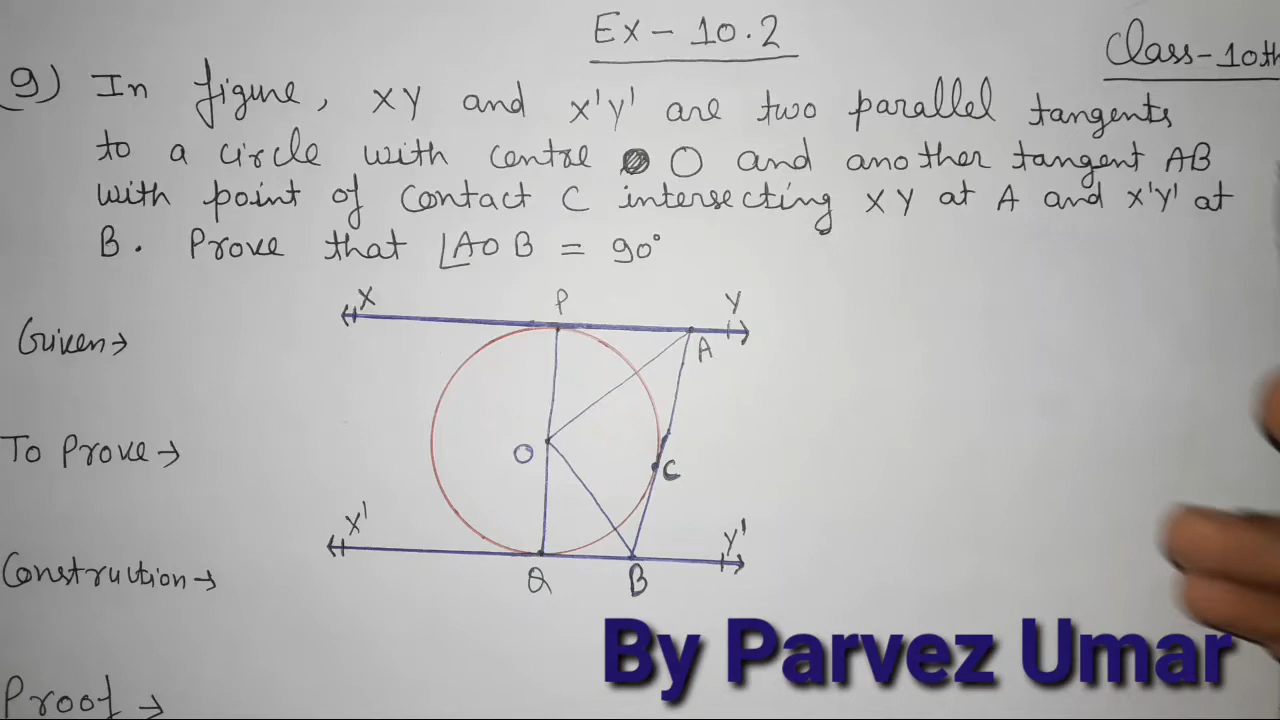 Ex - 10.2
Class-10th
9) In figure, XY and X'Y' are two parallel tangents
to a circle with centre O and another tangent AB
with point of contact C intersecting XY at A and X'Y' at
B. Prove that ∠AOB = 90°
X P Y
Given→
A
To Prove→
O C
X' Y'
Construction→
Q B
By Parvez Umar
Proof→